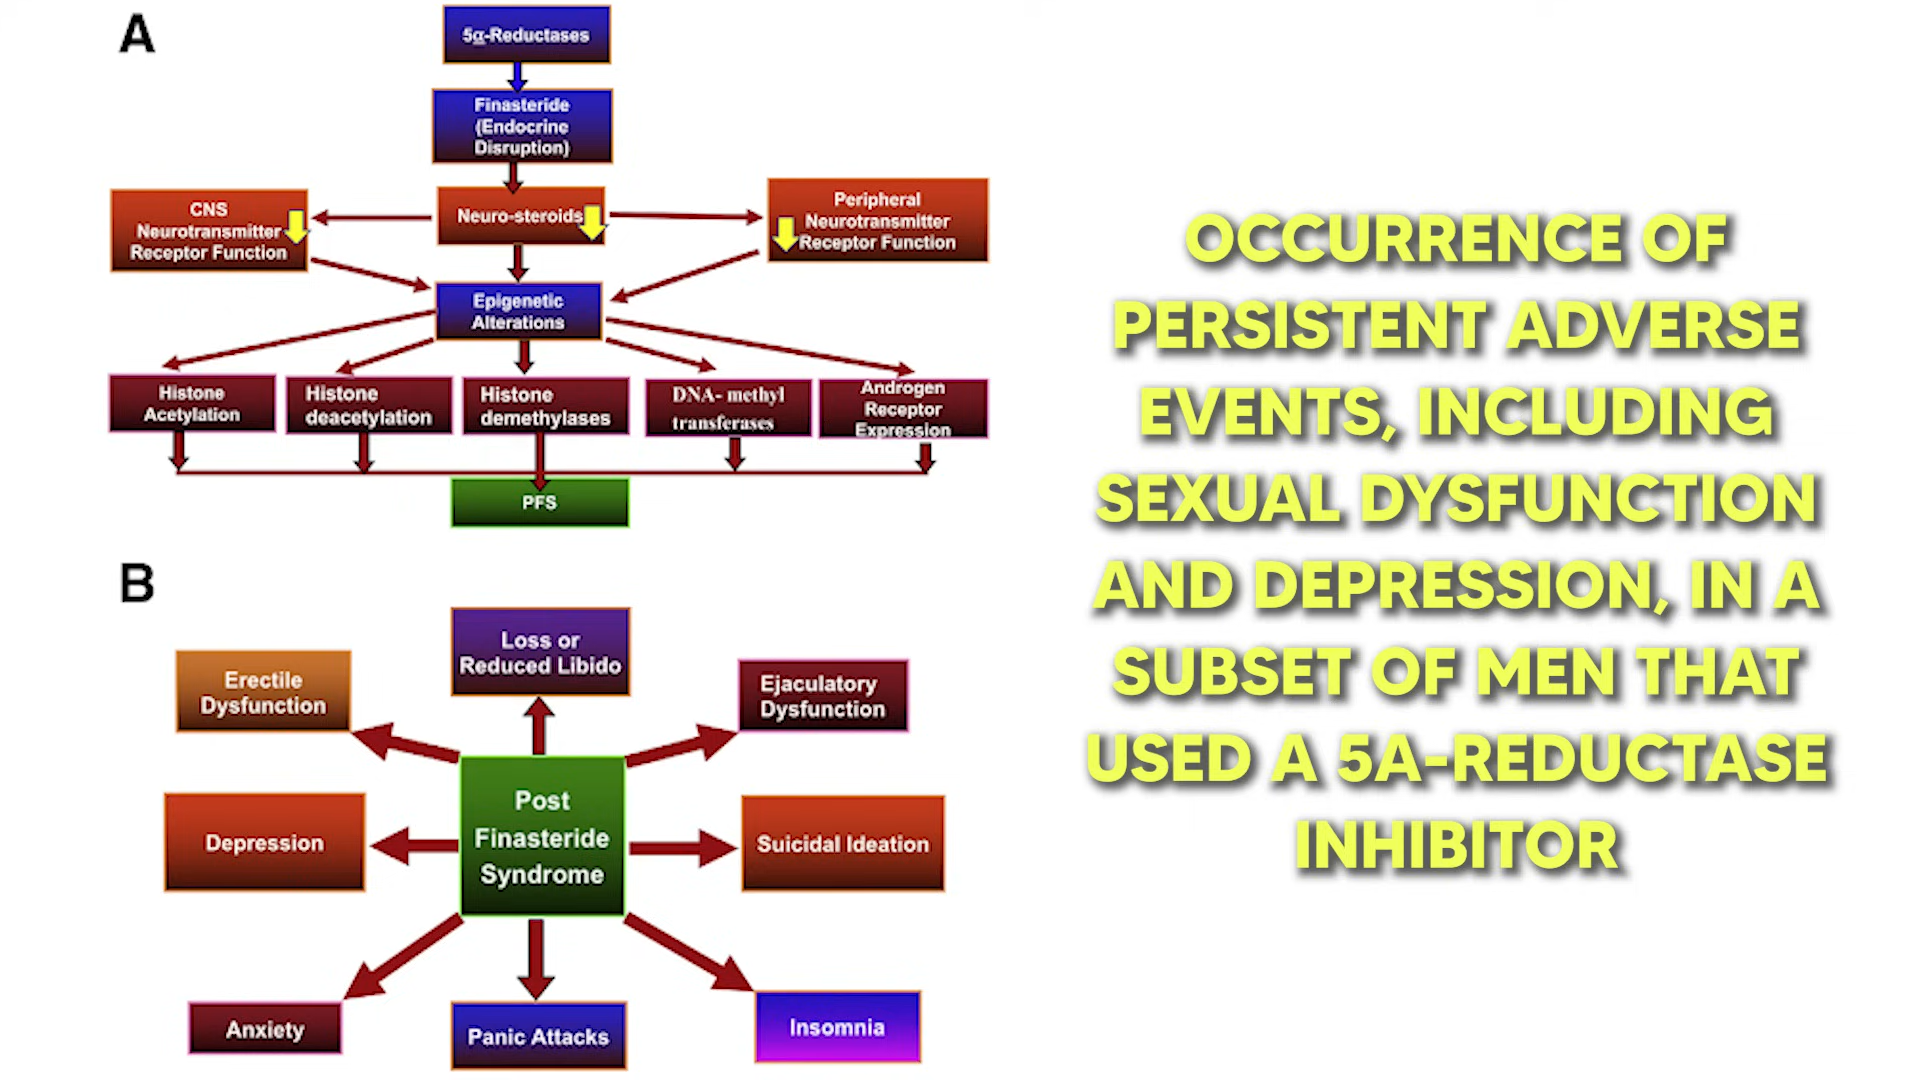 A
5α-Reductases
Finasteride
(Endocrine
Disruption)
CNS
Neurotransmitter
Receptor Function
Neuro-steroids
Peripheral
Neurotransmitter
Receptor Function
Epigenetic
Alterations
Histone
Acetylation
Histone
deacetylation
Histone
demethylases
DNA- methyl
transferases
Androgen
Receptor
Expression
PFS
B
Loss or
Reduced Libido
Erectile
Dysfunction
Ejaculatory
Dysfunction
Post
Finasteride
Syndrome
Depression
Suicidal Ideation
Anxiety
Panic Attacks
Insomnia
OCCURRENCE OF
PERSISTENT ADVERSE
EVENTS, INCLUDING
SEXUAL DYSFUNCTION
AND DEPRESSION, IN A
SUBSET OF MEN THAT
USED A 5A-REDUCTASE
INHIBITOR